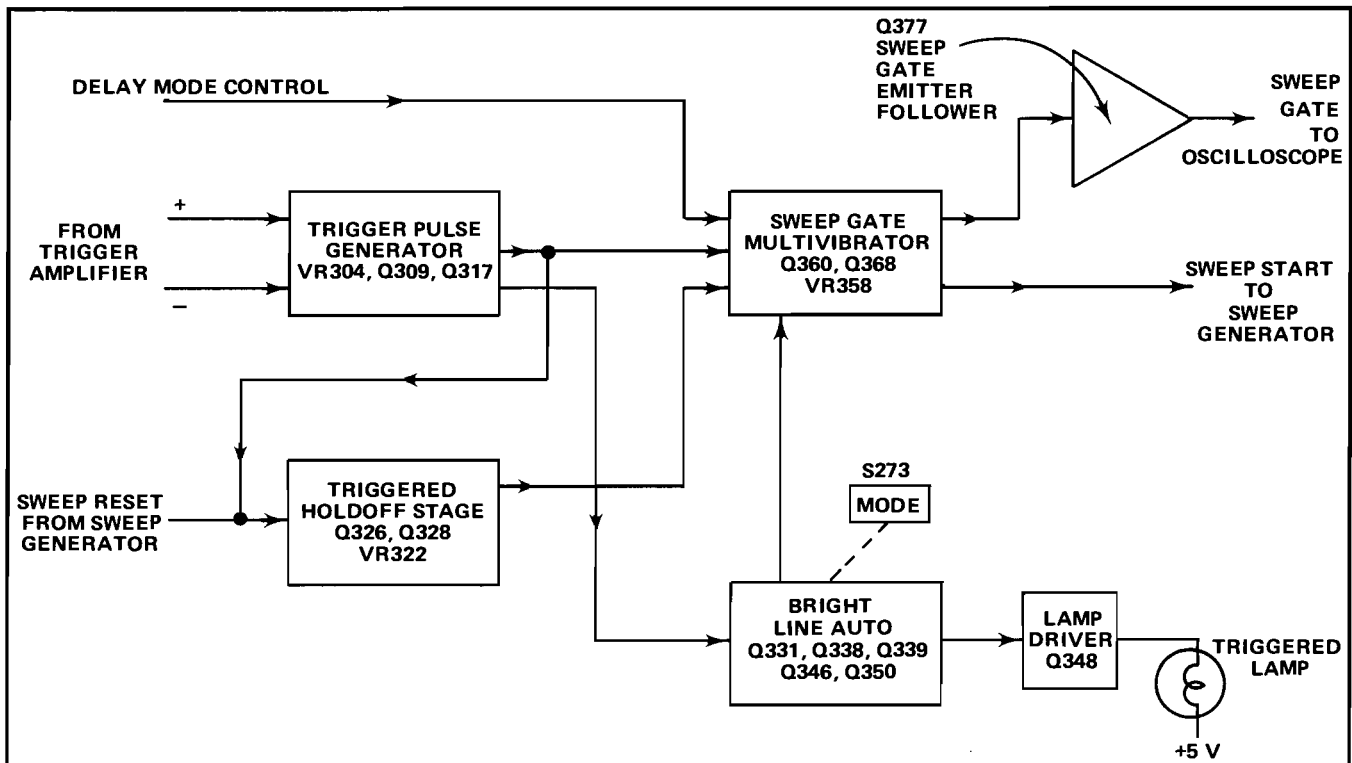 Q377
SWEEP
GATE
EMITTER
FOLLOWER
DELAY MODE CONTROL
SWEEP
GATE
TO
OSCILLOSCOPE
FROM
TRIGGER
AMPLIFIER
+
−
TRIGGER PULSE
GENERATOR
VR304, Q309, Q317
SWEEP GATE
MULTIVIBRATOR
Q360, Q368
VR358
SWEEP START
TO
SWEEP
GENERATOR
SWEEP RESET
FROM SWEEP
GENERATOR
TRIGGERED
HOLDOFF STAGE
Q326, Q328
VR322
S273
MODE
BRIGHT
LINE AUTO
Q331, Q338, Q339
Q346, Q350
LAMP
DRIVER
Q348
TRIGGERED
LAMP
+5 V